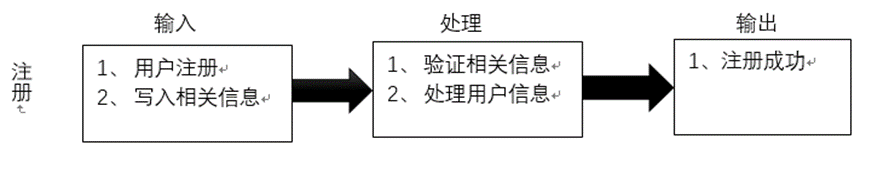 输入
处理
输出
注册
1、 用户注册
2、 写入相关信息
1、 验证相关信息
2、 处理用户信息
1、注册成功